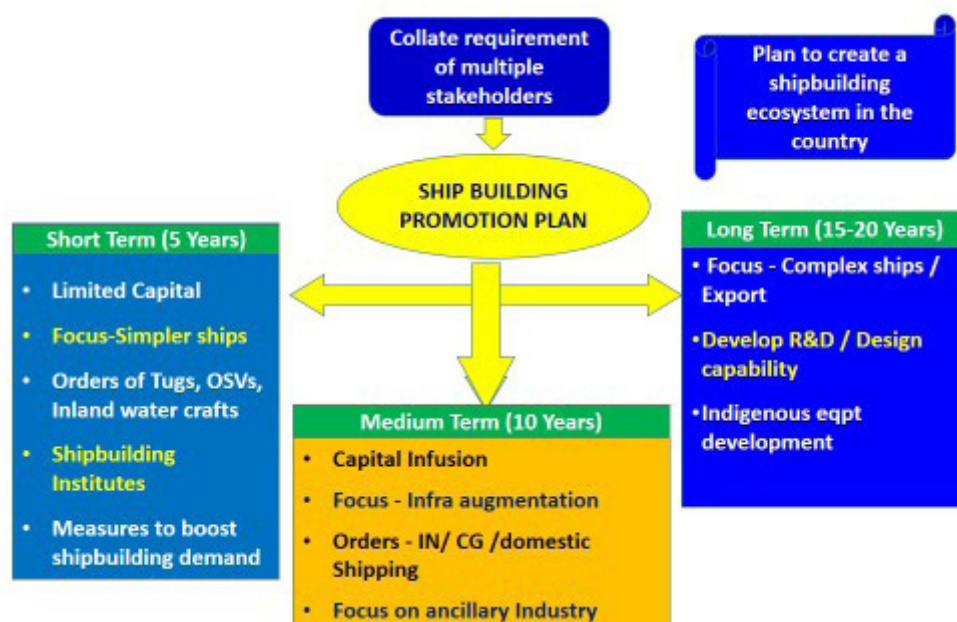 Collate requirement
of multiple
stakeholders
Plan to create a
shipbuilding
ecosystem in the
country
SHIP BUILDING
PROMOTION PLAN
Short Term (5 Years)
• Limited Capital
• Focus-Simpler ships
• Orders of Tugs, OSVs,
Inland water crafts
• Shipbuilding
Institutes
• Measures to boost
shipbuilding demand
Medium Term (10 Years)
• Capital Infusion
• Focus - Infra augmentation
• Orders - IN/ CG /domestic
Shipping
• Focus on ancillary Industry
Long Term (15-20 Years)
• Focus - Complex ships /
Export
•Develop R&D / Design
capability
• Indigenous eqpt
development